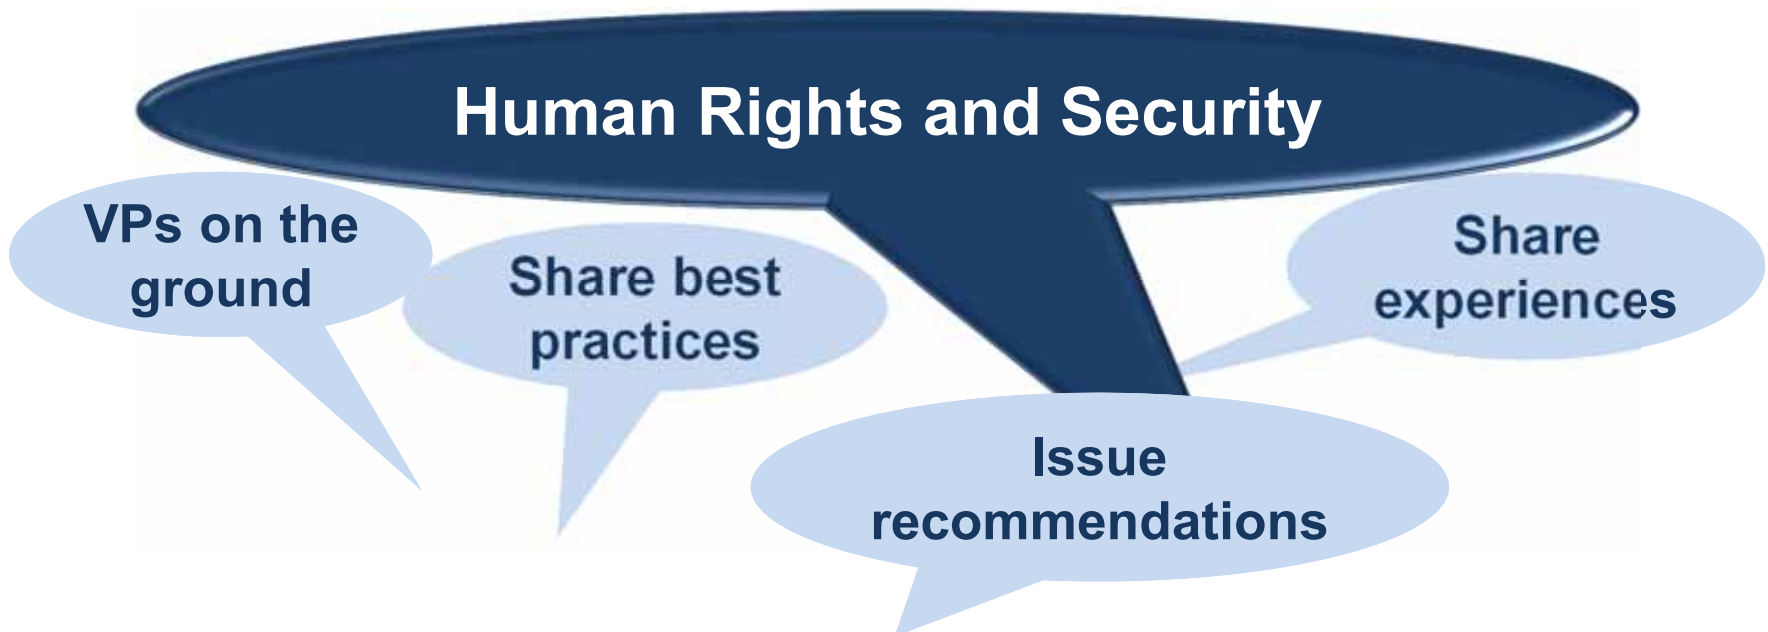 Human Rights and Security
VPs on the
ground
Share best
practices
Share
experiences
Issue
recommendations